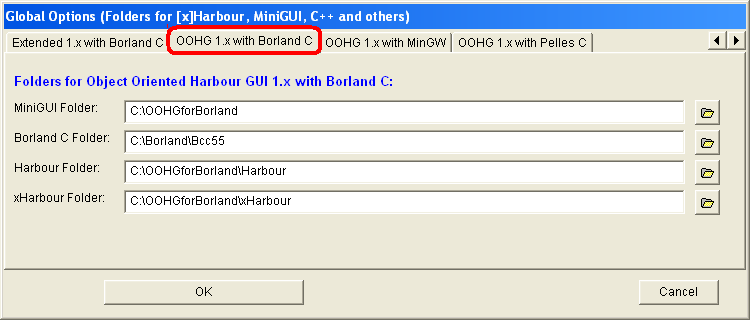 Global Options (Folders for [x]Harbour, MiniGUI, C++ and others)
Extended 1.x with Borland C OOHG 1.x with Borland C OOHG 1.x with MinGW OOHG 1.x with Pelles C
Folders for Object Oriented Harbour GUI 1.x with Borland C:
MiniGUI Folder: C:\OOHGforBorland
Borland C Folder: C:\Borland\Bcc55
Harbour Folder: C:\OOHGforBorland\Harbour
xHarbour Folder: C:\OOHGforBorland\xHarbour
OK Cancel